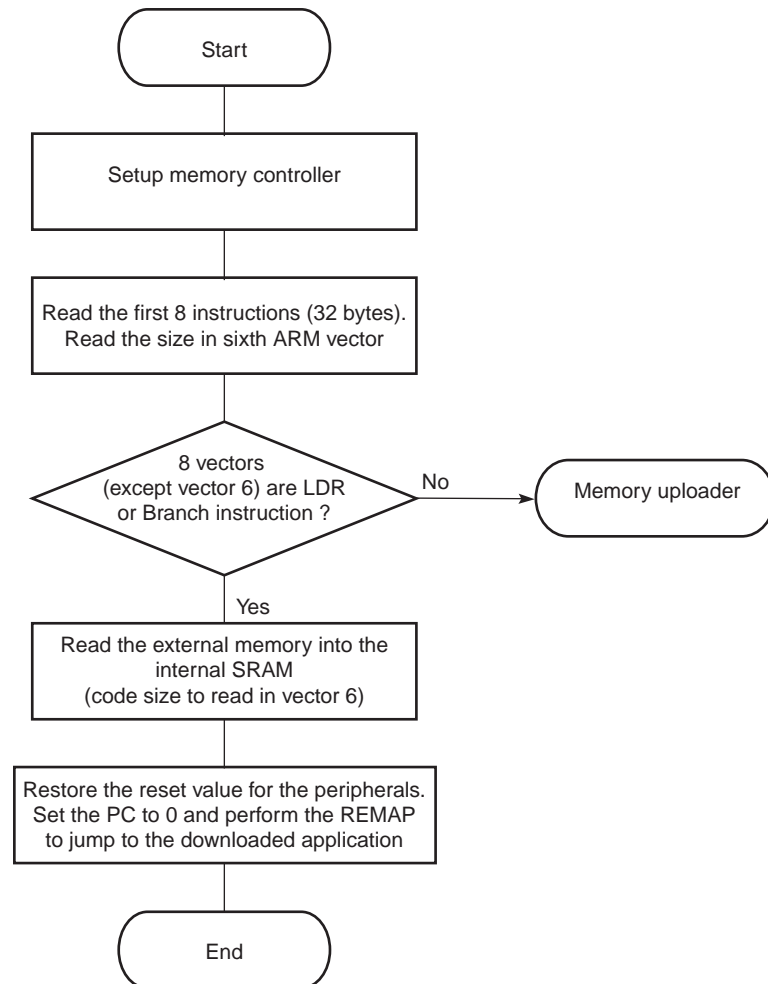 Start
Setup memory controller
Read the first 8 instructions (32 bytes).
Read the size in sixth ARM vector
8 vectors
(except vector 6) are LDR
or Branch instruction ?
No
Memory uploader
Yes
Read the external memory into the
internal SRAM
(code size to read in vector 6)
Restore the reset value for the peripherals.
Set the PC to 0 and perform the REMAP
to jump to the downloaded application
End